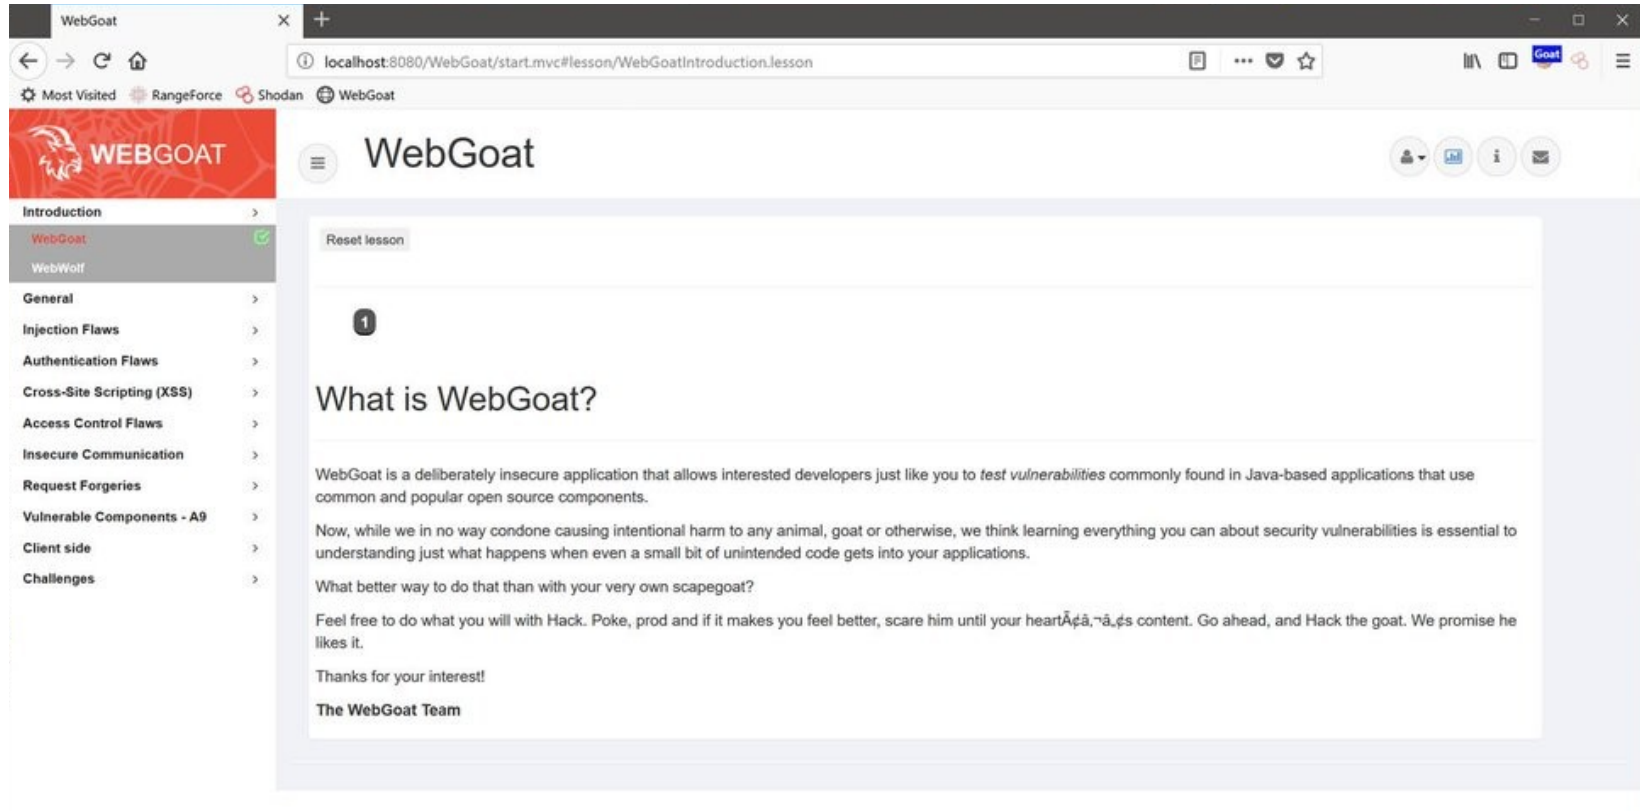 WebGoat
localhost:8080/WebGoat/start.mvc#lesson/WebGoatIntroduction.lesson
Goat
Most Visited RangeForce Shodan WebGoat
WEBGOAT
WebGoat
Introduction
WebGoat
WebWolf
General
Injection Flaws
Authentication Flaws
Cross-Site Scripting (XSS)
Access Control Flaws
Insecure Communication
Request Forgeries
Vulnerable Components - A9
Client side
Challenges
Reset lesson
1
What is WebGoat?
WebGoat is a deliberately insecure application that allows interested developers just like you to test vulnerabilities commonly found in Java-based applications that use
common and popular open source components.
Now, while we in no way condone causing intentional harm to any animal, goat or otherwise, we think learning everything you can about security vulnerabilities is essential to
understanding just what happens when even a small bit of unintended code gets into your applications.
What better way to do that than with your very own scapegoat?
Feel free to do what you will with Hack. Poke, prod and if it makes you feel better, scare him until your heartÃ¢â‚¬â„¢s content. Go ahead, and Hack the goat. We promise he
likes it.
Thanks for your interest!
The WebGoat Team